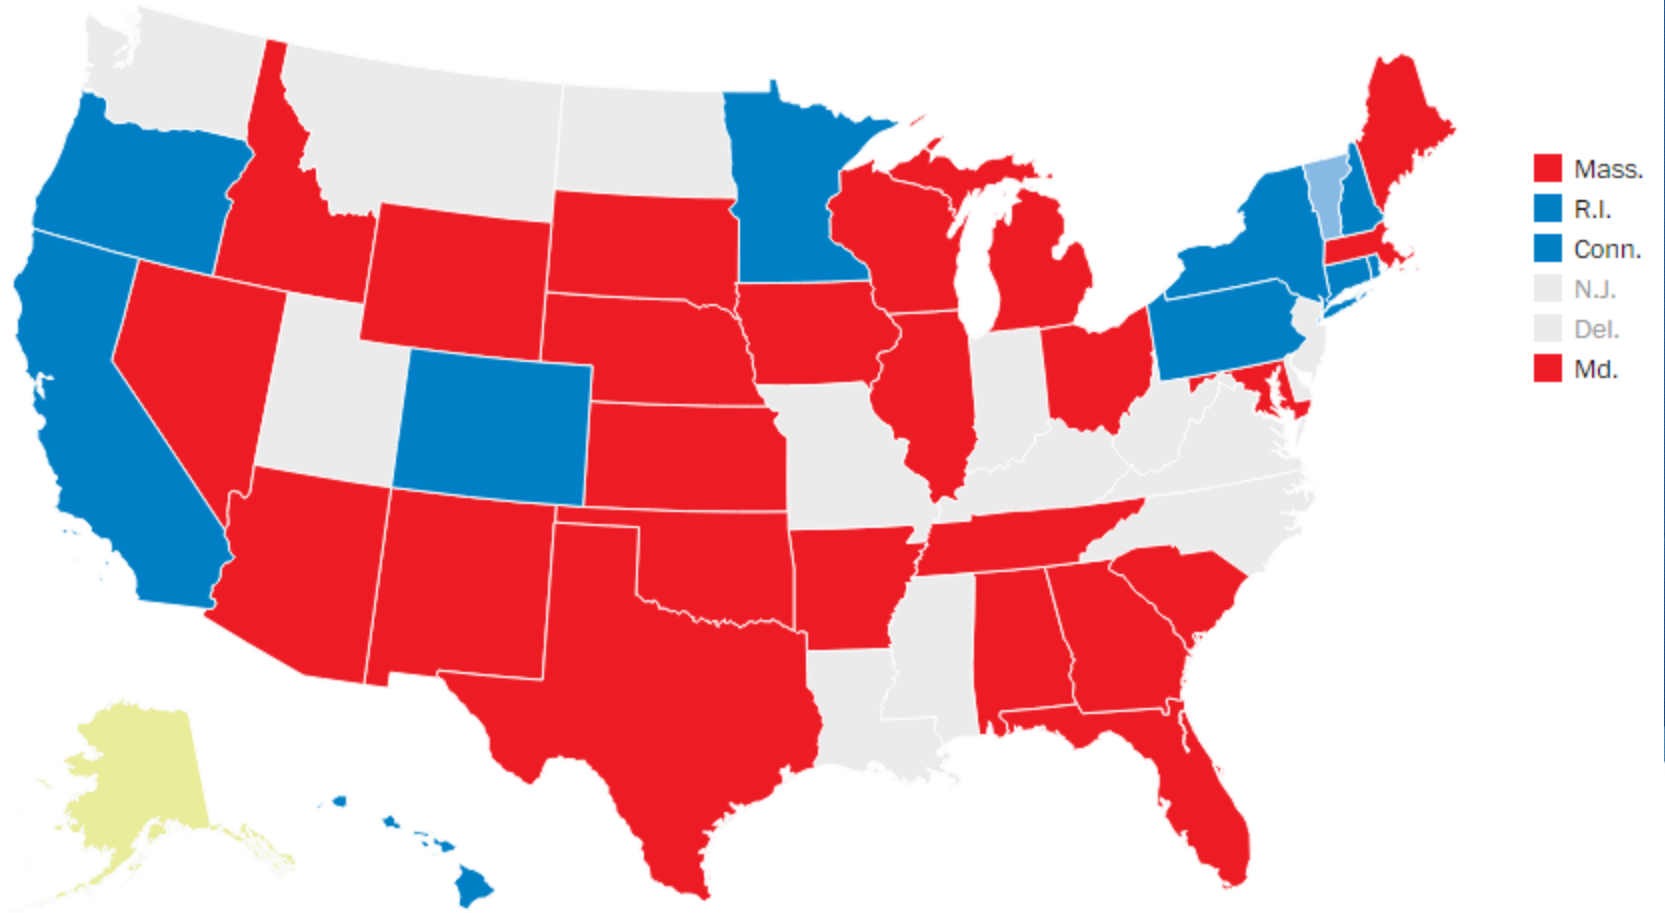 Mass.
R.I.
Conn.
N.J.
Del.
Md.